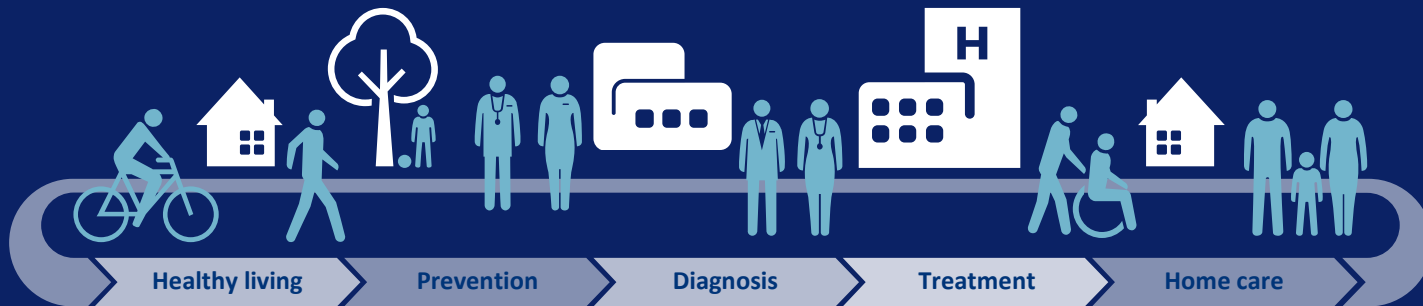 H
Healthy living
Prevention
Diagnosis
Treatment
Home care